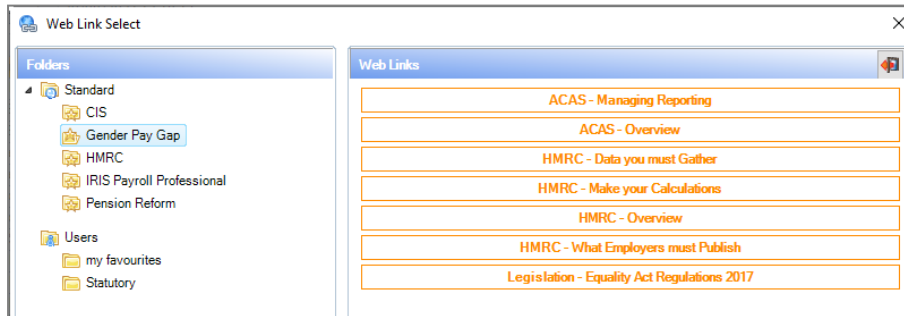 Web Link Select
Folders
Standard
CIS
Gender Pay Gap
HMRC
IRIS Payroll Professional
Pension Reform
Users
my favourites
Statutory
Web Links
ACAS - Managing Reporting
ACAS - Overview
HMRC - Data you must Gather
HMRC - Make your Calculations
HMRC - Overview
HMRC - What Employers must Publish
Legislation - Equality Act Regulations 2017